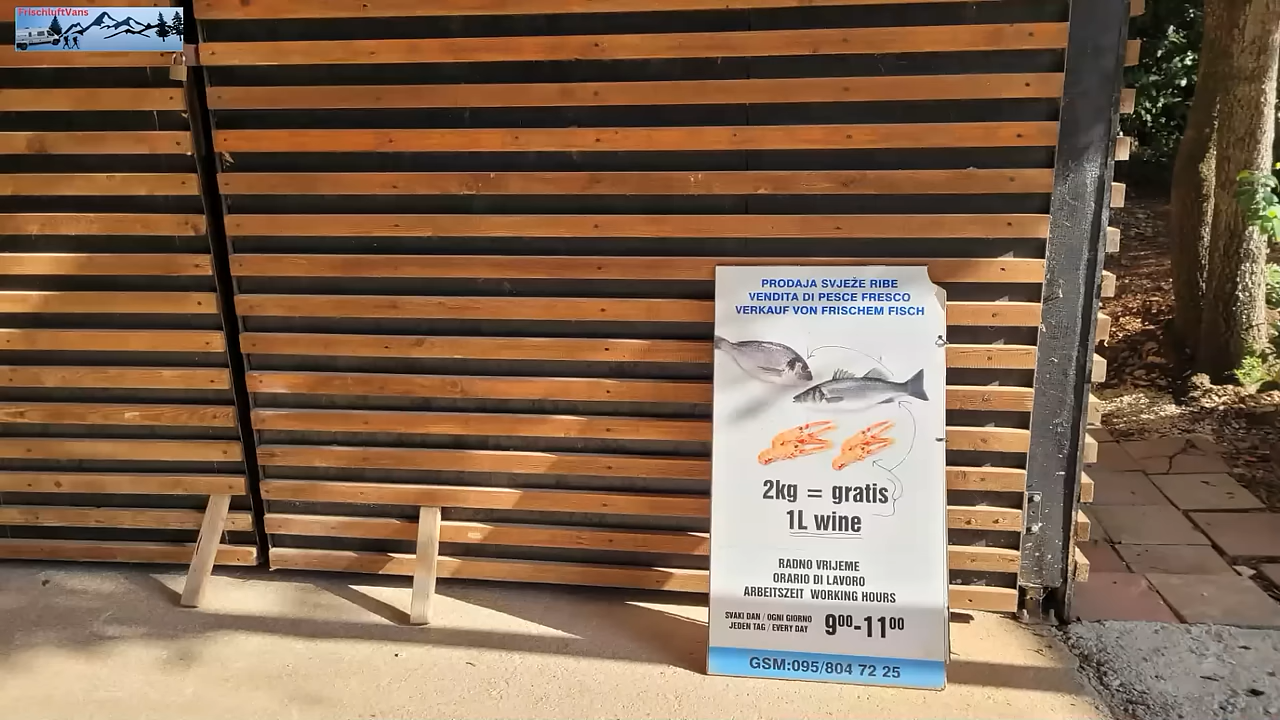 FrischluftVans
PRODAJA SVJEŽE RIBE
VENDITA DI PESCE FRESCO
VERKAUF VON FRISCHEM FISCH
2kg = gratis
1L wine
RADNO VRIJEME
ORARIO DI LAVORO
ARBEITSZEIT WORKING HOURS
SVAKI DAN / OGNI GIORNO
JEDEN TAG / EVERY DAY
9⁰⁰-11⁰⁰
GSM:095/804 72 25